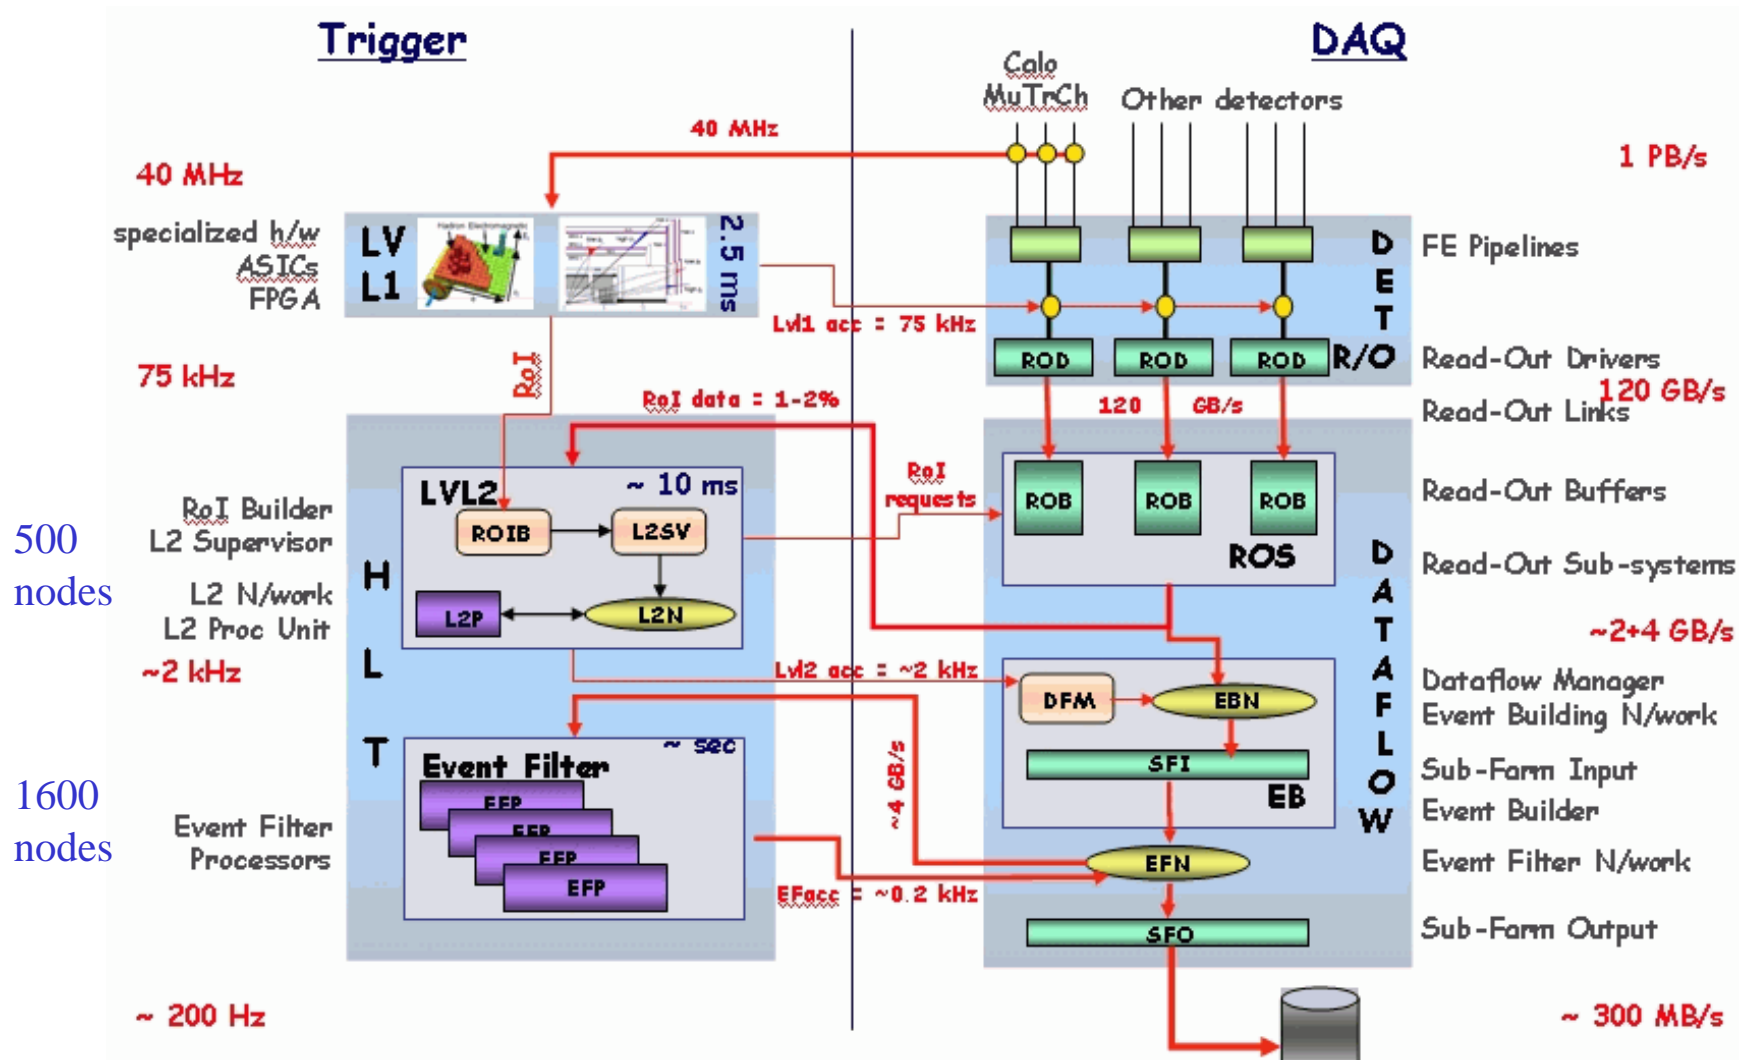 Trigger
DAQ
Calo
MuTrCh
Other detectors
40 MHz
40 MHz
1 PB/s
specialized h/w
ASICs
FPGA
LV
L1
2.5 ms
D
E
T
R/O
FE Pipelines
Lvl1 acc = 75 kHz
ROD
ROD
ROD
Read-Out Drivers
75 kHz
RoI
RoI data = 1-2%
120 GB/s
120 GB/s
Read-Out Links
LVL2
~ 10 ms
RoI
requests
ROB
ROB
ROB
Read-Out Buffers
500
nodes
RoI Builder
L2 Supervisor
ROIB
L2SV
ROS
Read-Out Sub-systems
H
L
T
D
A
T
A
F
L
O
W
L2 N/work
L2 Proc Unit
L2P
L2N
~2+4 GB/s
~2 kHz
Lvl2 acc = ~2 kHz
DFM
EBN
Dataflow Manager
Event Building N/work
~ sec
Event Filter
~4 GB/s
SFI
EB
Sub-Farm Input
Event Builder
1600
nodes
Event Filter
Processors
EFP
EFP
EFP
EFP
EFN
Event Filter N/work
EFacc = ~0.2 kHz
SFO
Sub-Farm Output
~ 200 Hz
~ 300 MB/s